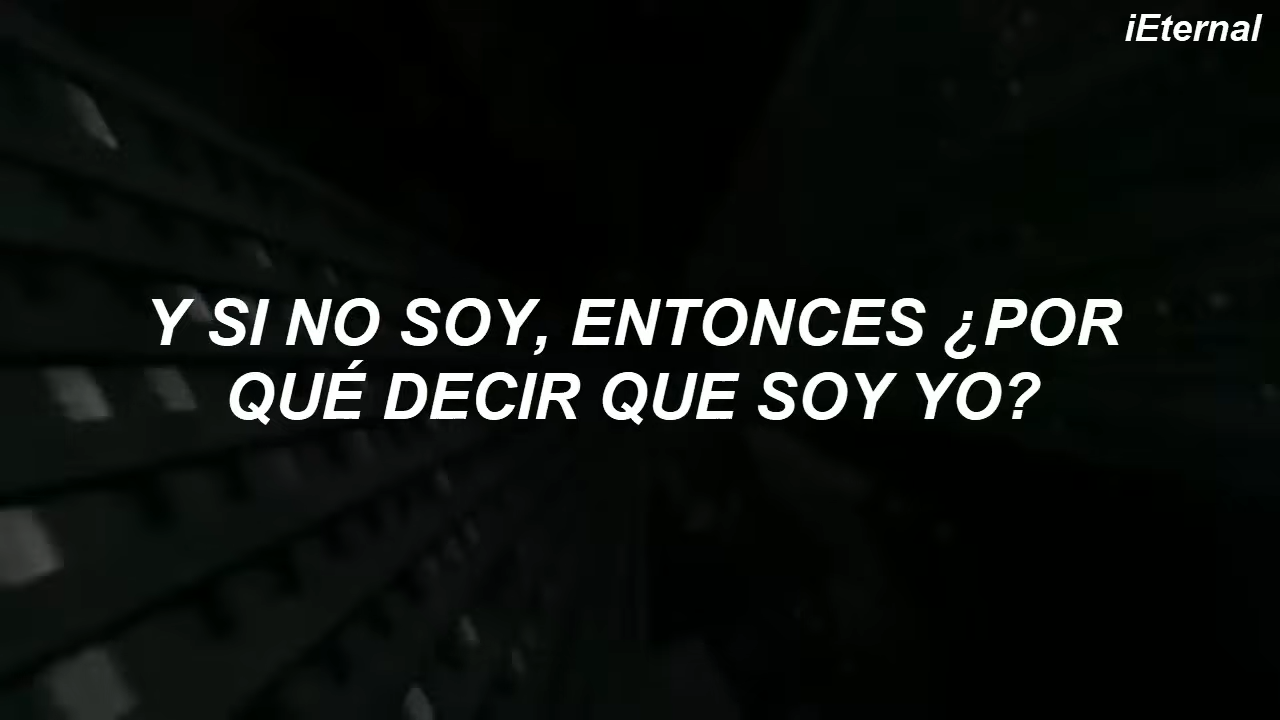 iEternal
Y SI NO SOY, ENTONCES ¿POR
QUÉ DECIR QUE SOY YO?